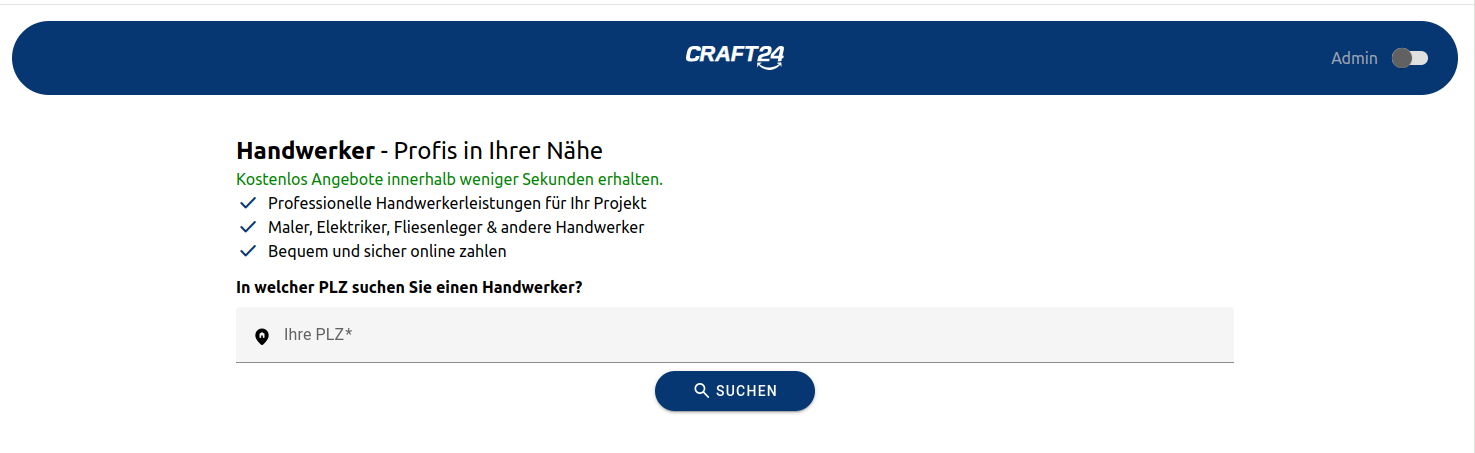 CRAFT24
Admin
Handwerker - Profis in Ihrer Nähe
Kostenlos Angebote innerhalb weniger Sekunden erhalten.
Professionelle Handwerkerleistungen für Ihr Projekt
Maler, Elektriker, Fliesenleger & andere Handwerker
Bequem und sicher online zahlen
In welcher PLZ suchen Sie einen Handwerker?
Ihre PLZ*
SUCHEN